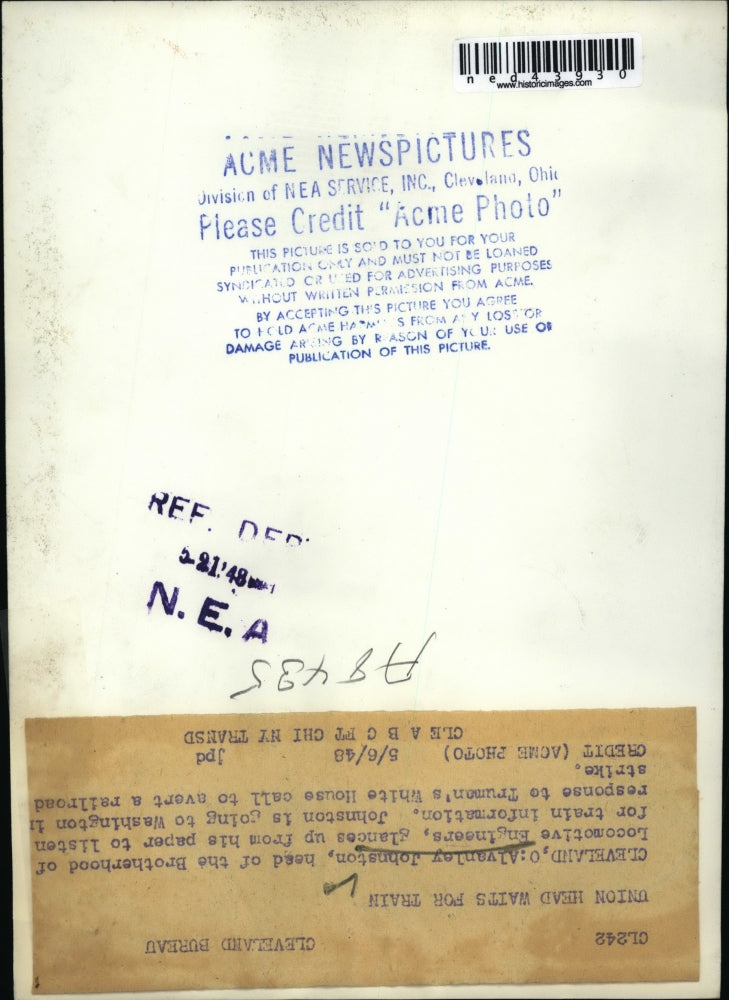 ned43930
www.historicimages.com
ACME NEWSPICTURES
Division of NEA SERVICE, INC., Cleveland, Ohio
Please Credit "Acme Photo"
THIS PICTURE IS SOLD TO YOU FOR YOUR
PUBLICATION ONLY AND MUST NOT BE LOANED
SYNDICATED OR USED FOR ADVERTISING PURPOSES
WITHOUT WRITTEN PERMISSION FROM ACME.
BY ACCEPTING THIS PICTURE YOU AGREE
TO HOLD ACME HARMLESS FROM ANY LOSS OR
DAMAGE ARISING BY REASON OF YOUR USE OR
PUBLICATION OF THIS PICTURE.
REF. DEP
5-21-'48
N.E.A
A8435
CL242 CLEVELAND BUREAU
UNION HEAD WAITS FOR TRAIN
CLEVELAND,O:Alvanley Johnston, head of the Brotherhood of
Locomotive Engineers, glances up from his paper to listen
for train information. Johnston is going to Washington in
response to Truman's White House call to avert a railroad
strike.
CREDIT (ACME PHOTO) 5/6/48 jpd
CLE A B C FT CHI NY TRANSD